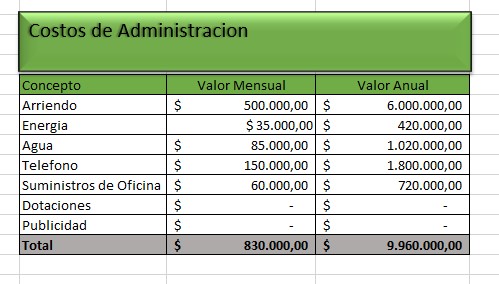 Costos de Administracion
Concepto Valor Mensual Valor Anual
Arriendo $ 500.000,00 $ 6.000.000,00
Energia $ 35.000,00 $ 420.000,00
Agua $ 85.000,00 $ 1.020.000,00
Telefono $ 150.000,00 $ 1.800.000,00
Suministros de Oficina $ 60.000,00 $ 720.000,00
Dotaciones $ - $ -
Publicidad $ - $ -
Total $ 830.000,00 $ 9.960.000,00